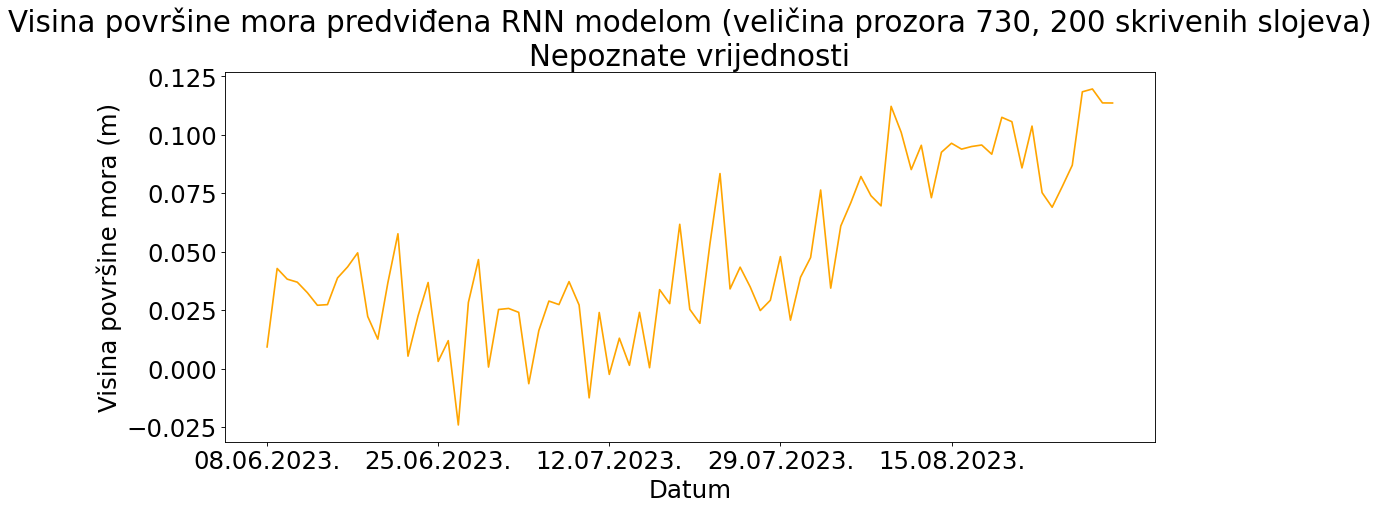 Visina površine mora predviđena RNN modelom (veličina prozora 730, 200 skrivenih slojeva)
Nepoznate vrijednosti
Visina površine mora (m)
0.125
0.100
0.075
0.050
0.025
0.000
−0.025
08.06.2023. 25.06.2023. 12.07.2023. 29.07.2023. 15.08.2023.
Datum